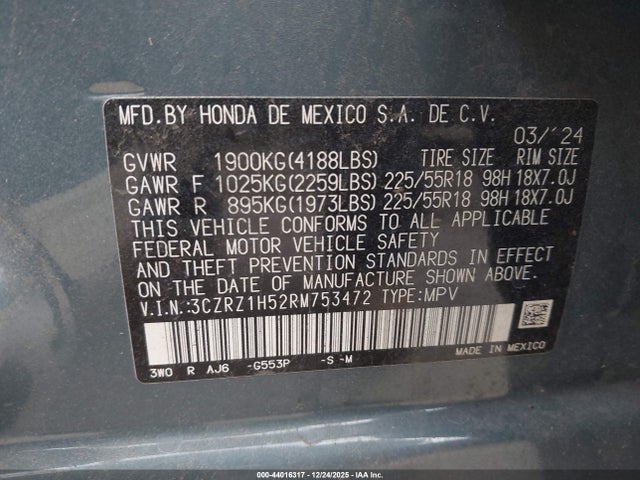 MFD.BY HONDA DE MEXICO S.A. DE C.V.
03/'24
GVWR 1900KG(4188LBS) TIRE SIZE RIM SIZE
GAWR F 1025KG(2259LBS) 225/55R18 98H 18X7.0J
GAWR R 895KG(1973LBS) 225/55R18 98H 18X7.0J
THIS VEHICLE CONFORMS TO ALL APPLICABLE
FEDERAL MOTOR VEHICLE SAFETY
AND THEFT PREVENTION STANDARDS IN EFFECT
ON THE DATE OF MANUFACTURE SHOWN ABOVE.
V.I.N.:3CZRZ1H52RM753472 TYPE:MPV
MADE IN MEXICO
3WO R AJ6 -G553P -S -M
000-44016317 - 12/24/2025 - IAA Inc.